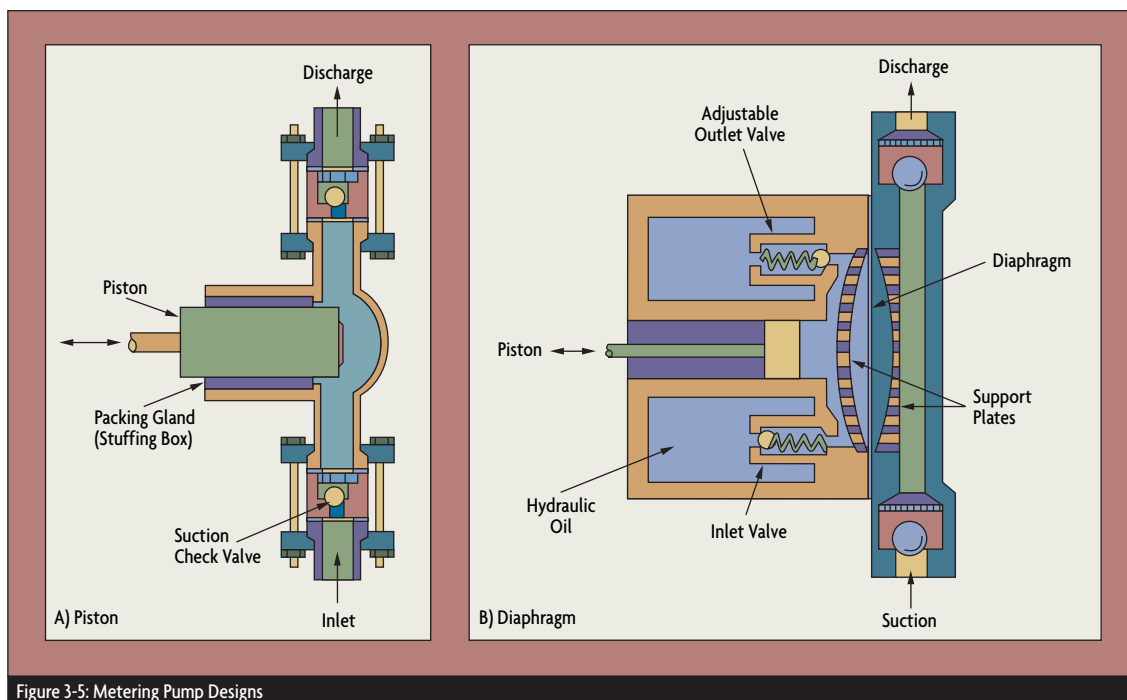 Discharge
Piston
Packing Gland
(Stuffing Box)
Suction
Check Valve
Inlet
A) Piston
Discharge
Adjustable
Outlet Valve
Diaphragm
Piston
Support
Plates
Hydraulic
Oil
Inlet Valve
Suction
B) Diaphragm
Figure 3-5: Metering Pump Designs